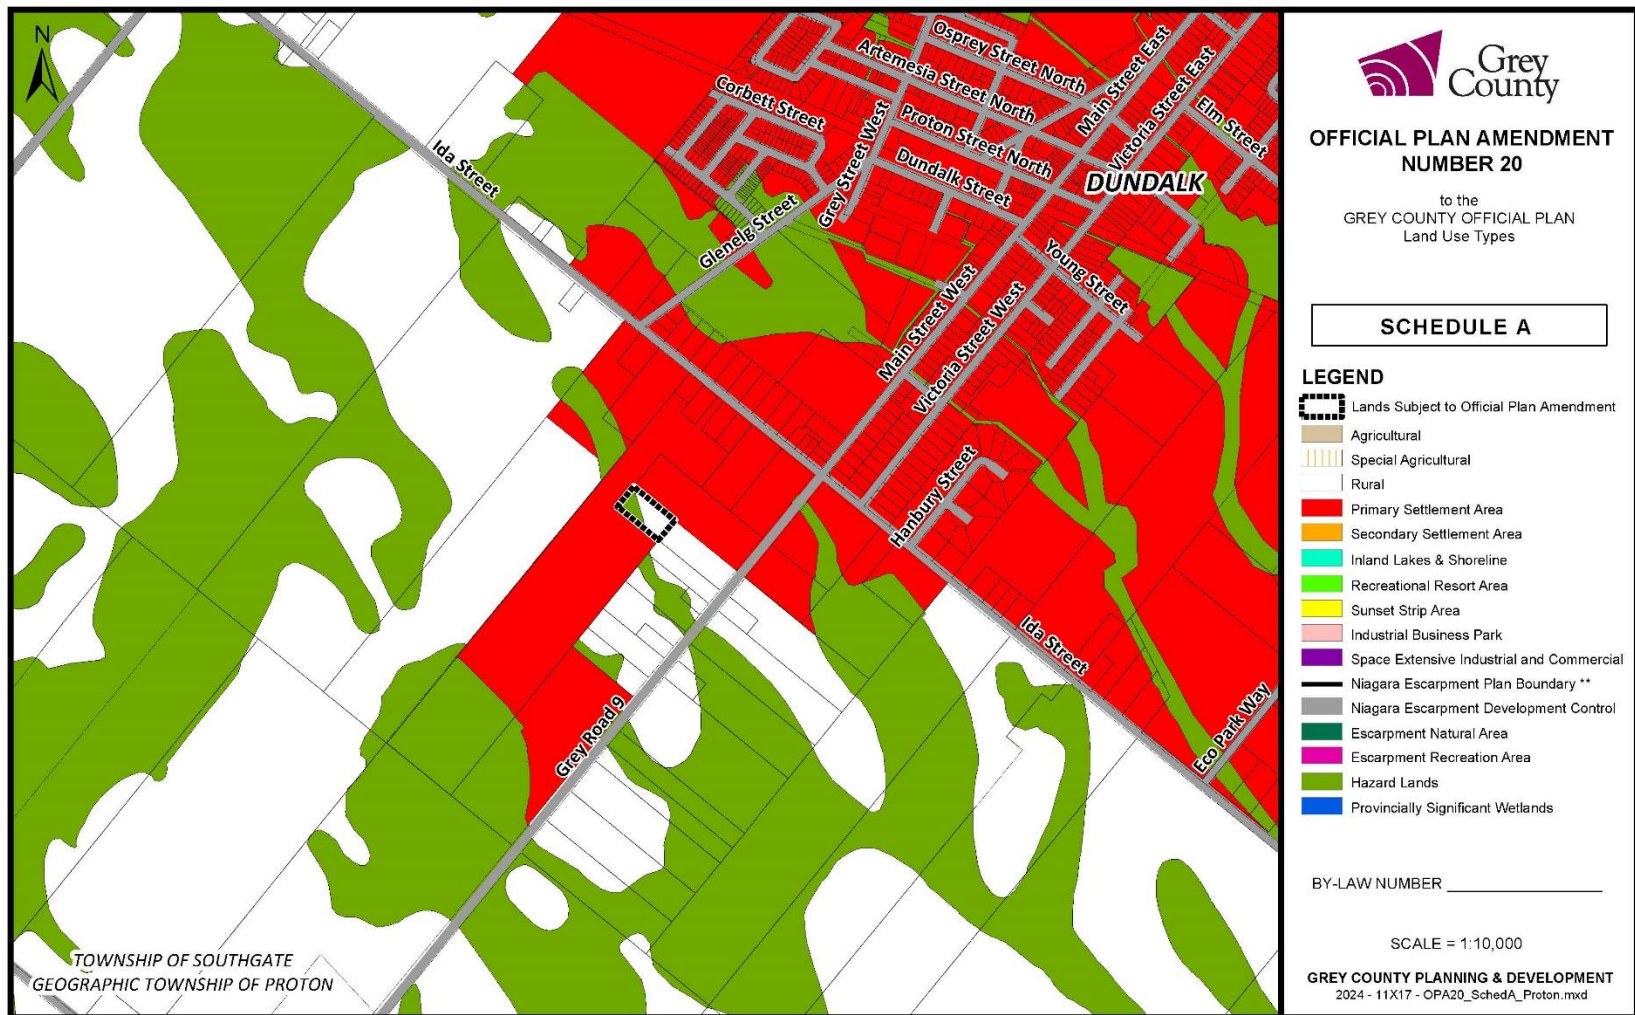 N
Osprey Street North
Artemesia Street North
Main Street East
Victoria Street East
Elm Street
Corbett Street
Grey Street West
Proton Street North
Dundalk Street
DUNDALK
Ida Street
Glenelg Street
Young Street
Main Street West
Victoria Street West
Hanbury Street
Ida Street
Eco Park Way
Grey Road 9
TOWNSHIP OF SOUTHGATE
GEOGRAPHIC TOWNSHIP OF PROTON
Grey
County
OFFICIAL PLAN AMENDMENT
NUMBER 20
to the
GREY COUNTY OFFICIAL PLAN
Land Use Types
SCHEDULE A
LEGEND
Lands Subject to Official Plan Amendment
Agricultural
Special Agricultural
Rural
Primary Settlement Area
Secondary Settlement Area
Inland Lakes & Shoreline
Recreational Resort Area
Sunset Strip Area
Industrial Business Park
Space Extensive Industrial and Commercial
Niagara Escarpment Plan Boundary **
Niagara Escarpment Development Control
Escarpment Natural Area
Escarpment Recreation Area
Hazard Lands
Provincially Significant Wetlands
BY-LAW NUMBER ____________________
SCALE = 1:10,000
GREY COUNTY PLANNING & DEVELOPMENT
2024 - 11X17 - OPA20_SchedA_Proton.mxd